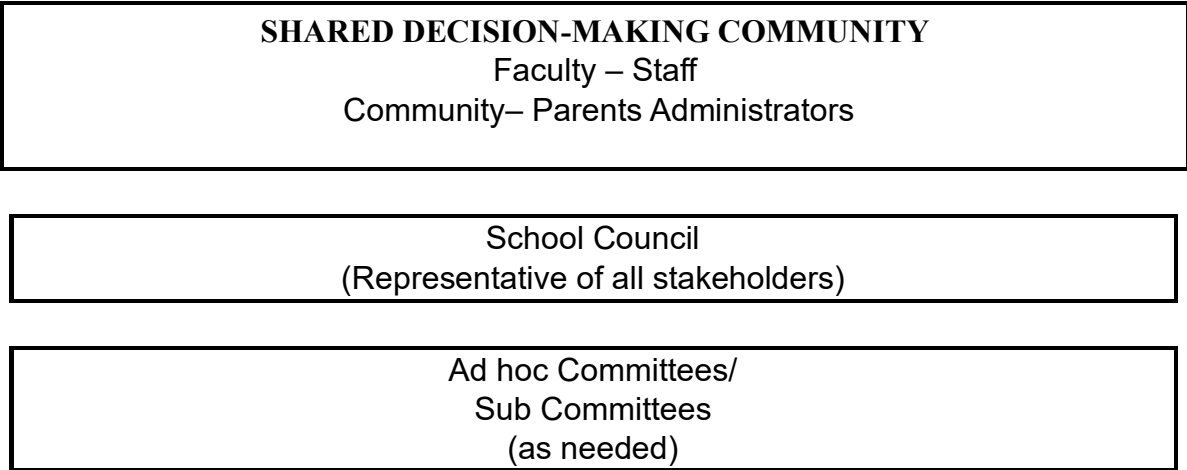 SHARED DECISION-MAKING COMMUNITY
Faculty – Staff
Community– Parents Administrators
School Council
(Representative of all stakeholders)
Ad hoc Committees/
Sub Committees
(as needed)